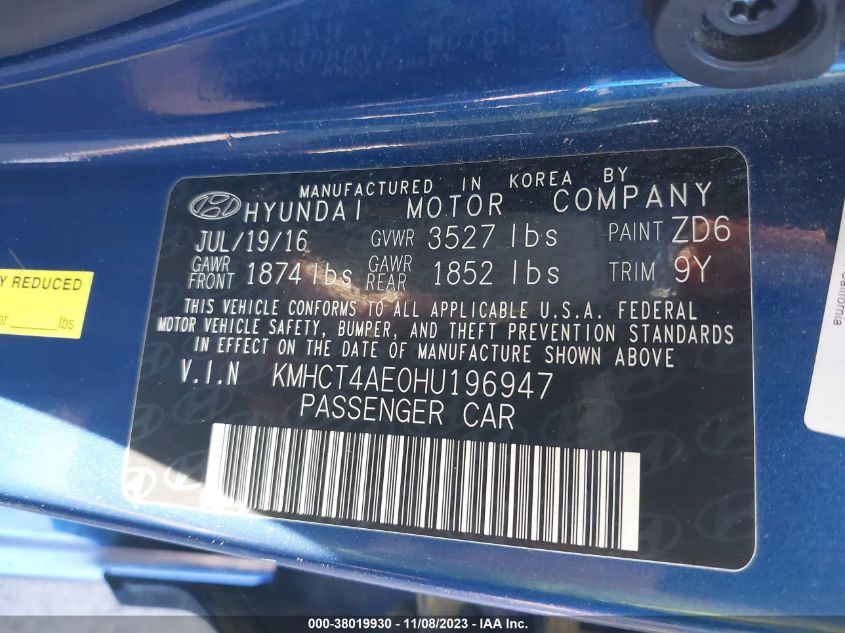 MANUFACTURED IN KOREA BY
HYUNDAI MOTOR COMPANY
JUL/19/16 GVWR 3527 lbs PAINT ZD6
GAWR FRONT 1874 lbs GAWR REAR 1852 lbs TRIM 9Y
THIS VEHICLE CONFORMS TO ALL APPLICABLE U.S.A. FEDERAL
MOTOR VEHICLE SAFETY, BUMPER, AND THEFT PREVENTION STANDARDS
IN EFFECT ON THE DATE OF MANUFACTURE SHOWN ABOVE
V.I.N KMHCT4AE0HU196947
PASSENGER CAR
Y REDUCED
or ______lbs
California
000-38019930 - 11/08/2023 - © IAA Inc.